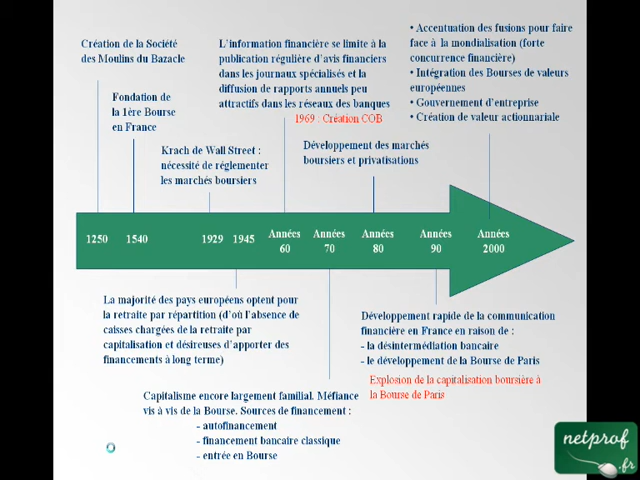 Création de la Société
des Moulins du Bazacle
Fondation de
la 1ère Bourse
en France
Krach de Wall Street :
nécessité de réglementer
les marchés boursiers
L'information financière se limite à la
publication régulière d'avis financiers
dans les journaux spécialisés et la
diffusion de rapports annuels peu
attractifs dans les réseaux des banques
1969 : Création COB
Développement des marchés
boursiers et privatisations
• Accentuation des fusions pour faire
face à la mondialisation (forte
concurrence financière)
• Intégration des Bourses de valeurs
européennes
• Gouvernement d'entreprise
• Création de valeur actionnariale
1250
1540
1929
1945
Années
60
Années
70
Années
80
Années
90
Années
2000
La majorité des pays européens optent pour
la retraite par répartition (d'où l'absence de
caisses chargées de la retraite par
capitalisation et désireuses d'apporter des
financements à long terme)
Capitalisme encore largement familial. Méfiance
vis à vis de la Bourse. Sources de financement :
- autofinancement
- financement bancaire classique
- entrée en Bourse
Développement rapide de la communication
financière en France en raison de :
- la désintermédiation bancaire
- le développement de la Bourse de Paris
Explosion de la capitalisation boursière à
la Bourse de Paris
netprof
.fr